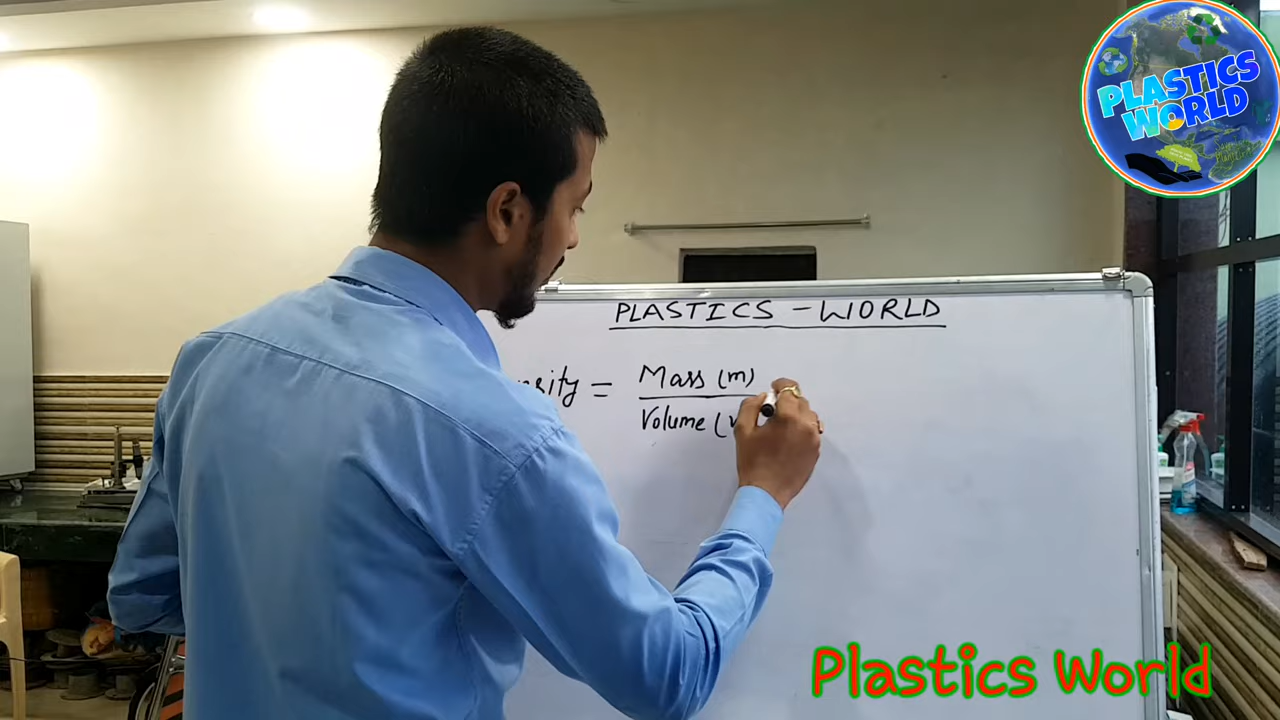 PLASTICS WORLD
PLASTICS - WORLD
= Mass (m)
Volume (
Plastics World